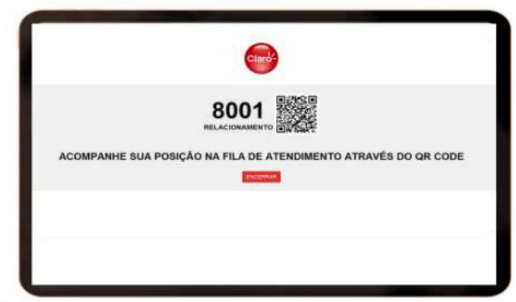 Claro
8001
RELACIONAMENTO
ACOMPANHE SUA POSIÇÃO NA FILA DE ATENDIMENTO ATRAVÉS DO QR CODE
ENCERRAR